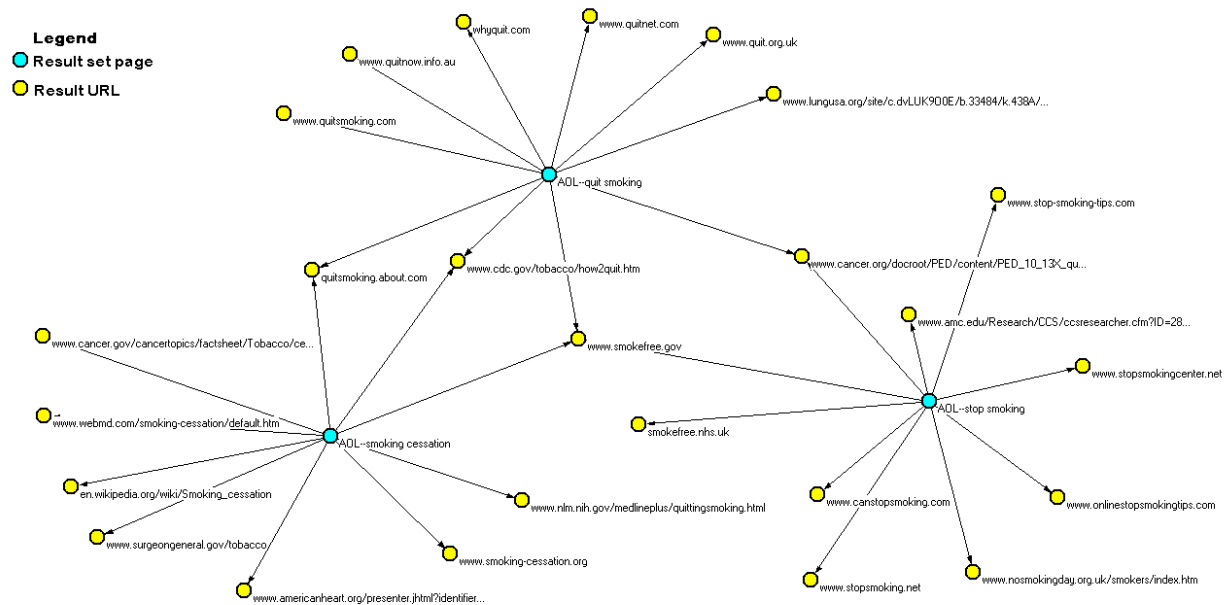 Legend
Result set page
Result URL
whyquit.com
www.quitnet.com
www.quit.org.uk
www.quitnow.info.au
www.lungusa.org/site/c.dvLUK9O0E/b.33484/k.438A/...
www.quitsmoking.com
AOL--quit smoking
www.stop-smoking-tips.com
quitsmoking.about.com
www.cdc.gov/tobacco/how2quit.htm
www.cancer.org/docroot/PED/content/PED_10_13X_qu...
www.amc.edu/Research/CCS/ccsresearcher.cfm?ID=28...
www.cancer.gov/cancertopics/factsheet/Tobacco/ce...
www.smokefree.gov
www.stopsmokingcenter.net
AOL--stop smoking
www.webmd.com/smoking-cessation/default.htm
smokefree.nhs.uk
AOL--smoking cessation
en.wikipedia.org/wiki/Smoking_cessation
www.nlm.nih.gov/medlineplus/quittingsmoking.html
www.canstopsmoking.com
www.onlinestopsmokingtips.com
www.surgeongeneral.gov/tobacco
www.smoking-cessation.org
www.stopsmoking.net
www.nosmokingday.org.uk/smokers/index.htm
www.americanheart.org/presenter.jhtml?identifier...